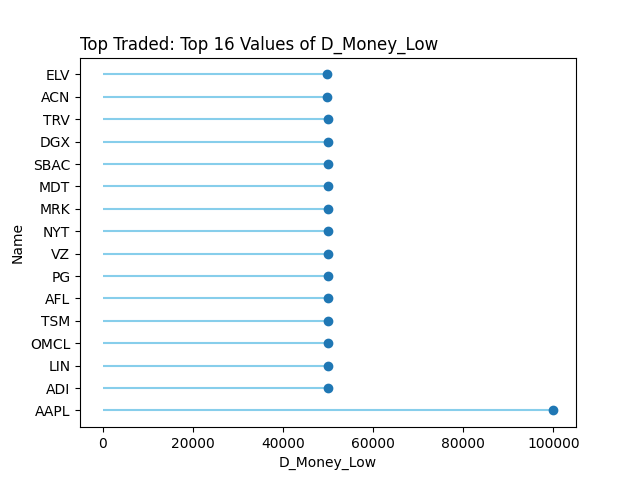 Top Traded: Top 16 Values of D_Money_Low
ELV
ACN
TRV
DGX
SBAC
MDT
MRK
NYT
VZ
PG
AFL
TSM
OMCL
LIN
ADI
AAPL
Name
0 20000 40000 60000 80000 100000
D_Money_Low